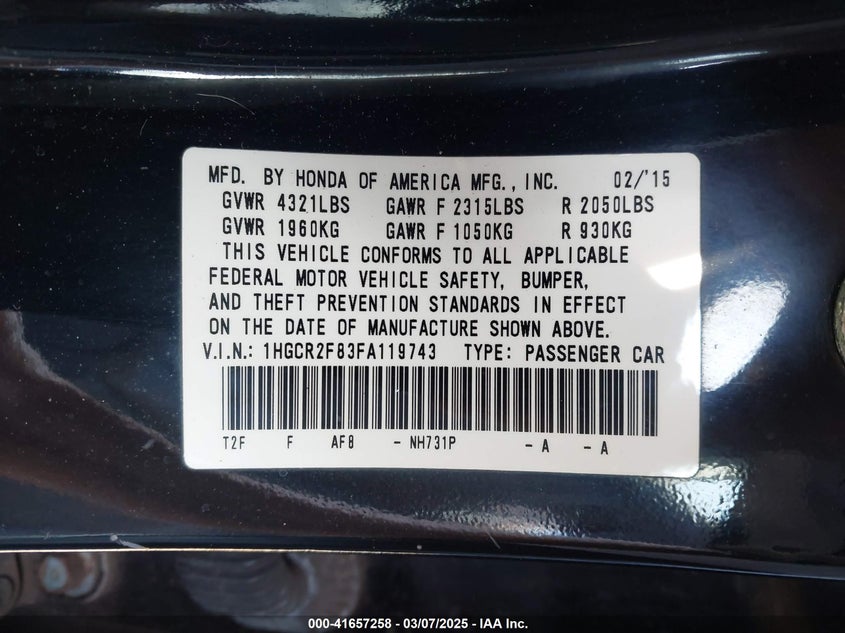 MFD. BY HONDA OF AMERICA MFG., INC. 02/'15
GVWR 4321LBS GAWR F 2315LBS R 2050LBS
GVWR 1960KG GAWR F 1050KG R 930KG
THIS VEHICLE CONFORMS TO ALL APPLICABLE
FEDERAL MOTOR VEHICLE SAFETY, BUMPER,
AND THEFT PREVENTION STANDARDS IN EFFECT
ON THE DATE OF MANUFACTURE SHOWN ABOVE.
V.I.N.: 1HGCR2F83FA119743 TYPE: PASSENGER CAR
T2F F AF8 - NH731P - A - A
000-41657258 - 03/07/2025 - IAA Inc.